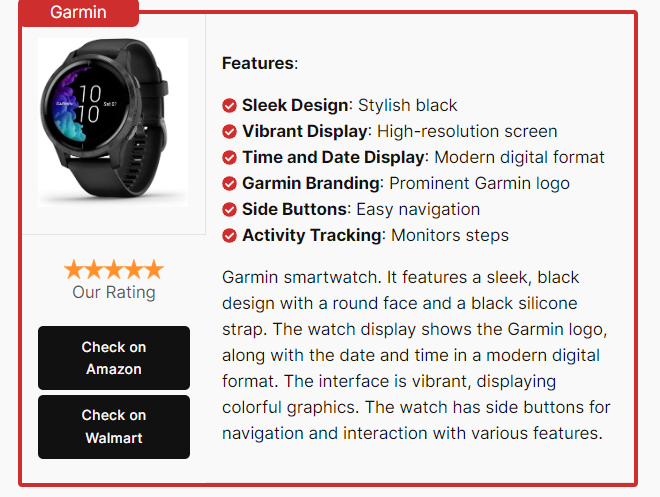 Garmin
10
10
Features:
Sleek Design: Stylish black
Vibrant Display: High-resolution screen
Time and Date Display: Modern digital format
Garmin Branding: Prominent Garmin logo
Side Buttons: Easy navigation
Activity Tracking: Monitors steps
Our Rating
Check on
Amazon
Check on
Walmart
Garmin smartwatch. It features a sleek, black
design with a round face and a black silicone
strap. The watch display shows the Garmin logo,
along with the date and time in a modern digital
format. The interface is vibrant, displaying
colorful graphics. The watch has side buttons for
navigation and interaction with various features.